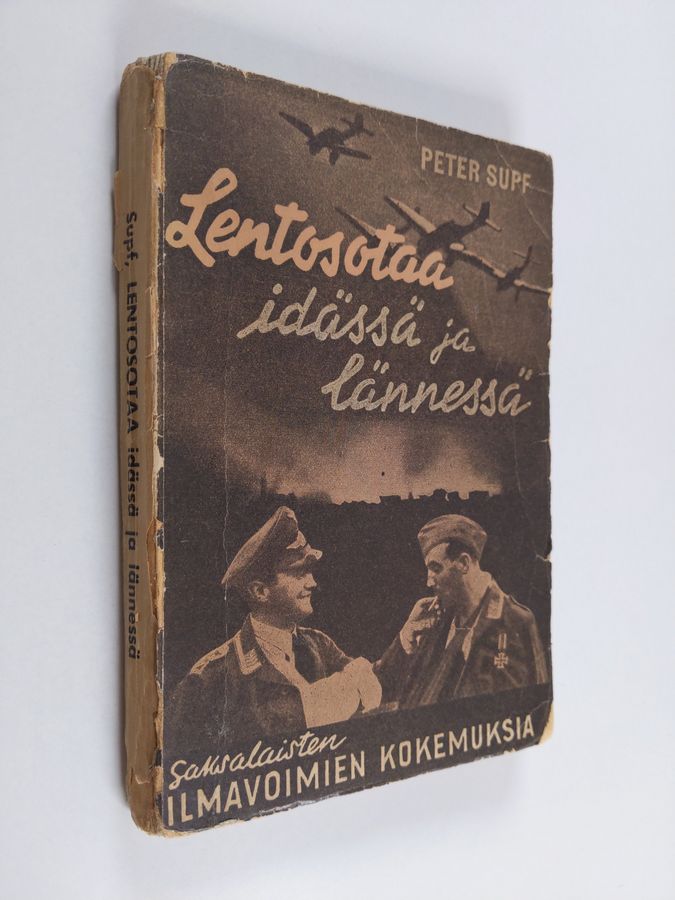 PETER SUPF
Lentosotaa
idässä ja
lännessä
saksalaisten
ILMAVOIMIEN KOKEMUKSIA
Supf, LENTOSOTAA idässä ja lännessä